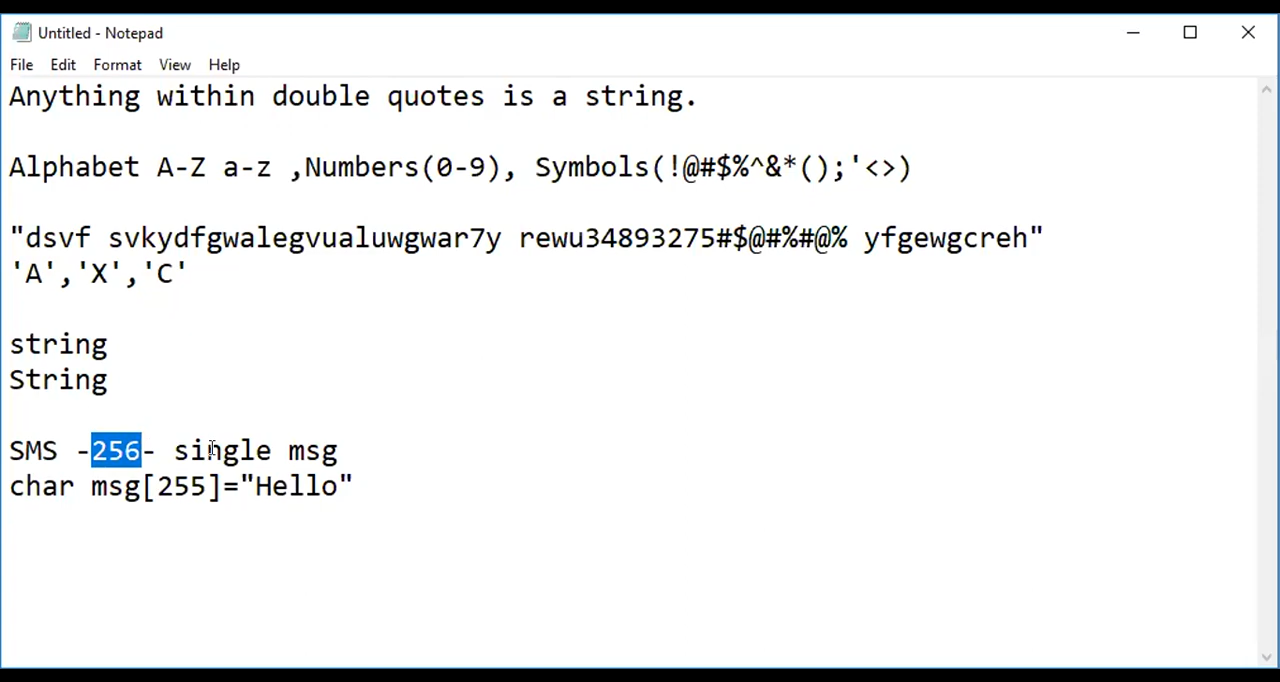 Untitled - Notepad
File Edit Format View Help
Anything within double quotes is a string.
Alphabet A-Z a-z ,Numbers(0-9), Symbols(!@#$%^&*();'<>)
"dsvf svkydfgwalegvualuwgwar7y rewu34893275#$@#%#@% yfgewgcreh"
'A','X','C'
string
String
SMS -256- single msg
char msg[255]="Hello"